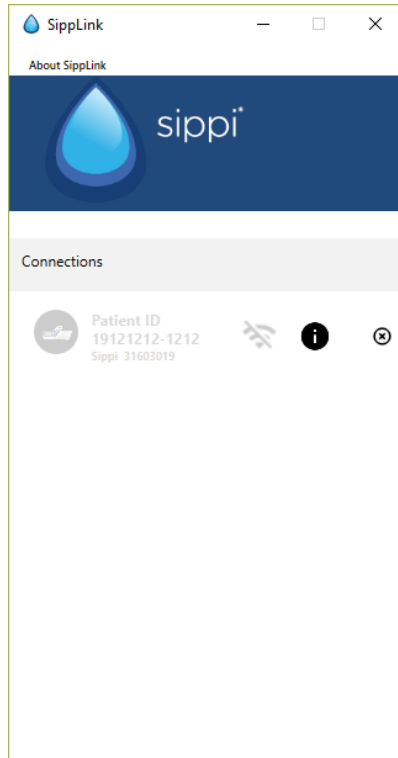 SippLink
About SippLink
sippi
Connections
Patient ID
19121212-1212
Sippi 31603019